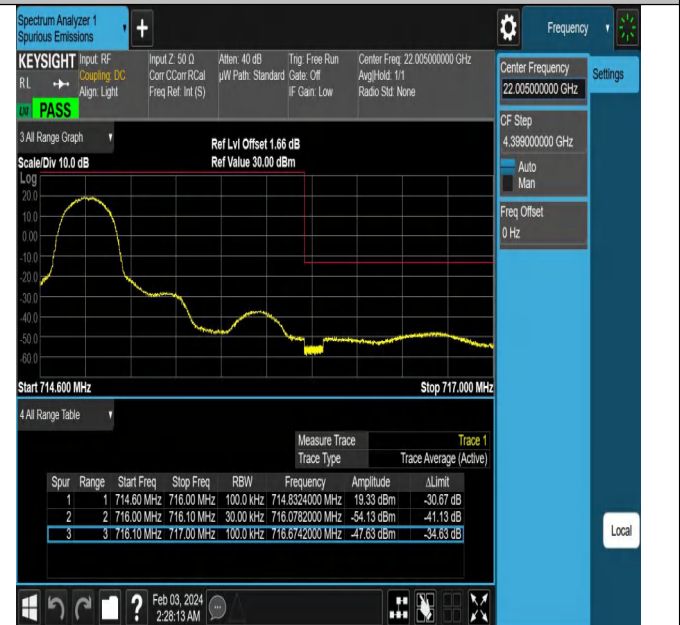 Spectrum Analyzer 1
Spurious Emissions
+
Frequency
KEYSIGHT Input: RF Input Z: 50 Ω Atten: 40 dB Trig: Free Run Center Freq: 22.005000000 GHz
RL Coupling: DC Corr CCorr RCal µW Path: Standard Gate: Off Avg|Hold: 1/1
Align: Light Freq Ref: Int (S) IF Gain: Low Radio Std: None
PASS
Center Frequency
22.005000000 GHz
Settings
CF Step
4.399000000 GHz
Auto
Man
Freq Offset
0 Hz
3 All Range Graph
Ref Lvl Offset 1.66 dB
Scale/Div 10.0 dB Ref Value 30.00 dBm
Log
20.0
10.0
0.00
-10.0
-20.0
-30.0
-40.0
-50.0
-60.0
Start 714.600 MHz Stop 717.000 MHz
4 All Range Table
Measure Trace Trace 1
Trace Type Trace Average (Active)
Spur Range Start Freq Stop Freq RBW Frequency Amplitude ΔLimit
1 1 714.60 MHz 716.00 MHz 100.0 kHz 714.8324000 MHz 19.33 dBm -30.67 dB
2 2 716.00 MHz 716.10 MHz 30.00 kHz 716.0782000 MHz -54.13 dBm -41.13 dB
3 3 716.10 MHz 717.00 MHz 100.0 kHz 716.6742000 MHz -47.63 dBm -34.63 dB
Local
?
Feb 03, 2024
2:28:13 AM